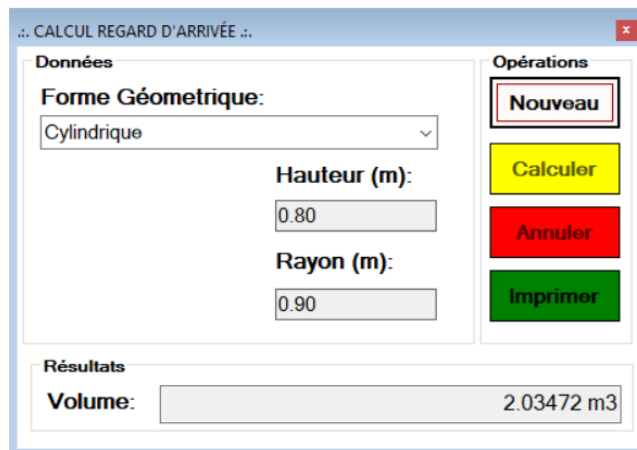 .:. CALCUL REGARD D'ARRIVÉE .:.
x
Données
Forme Géometrique:
Cylindrique
Hauteur (m):
0.80
Rayon (m):
0.90
Opérations
Nouveau
Calculer
Annuler
Imprimer
Résultats
Volume:
2.03472 m3